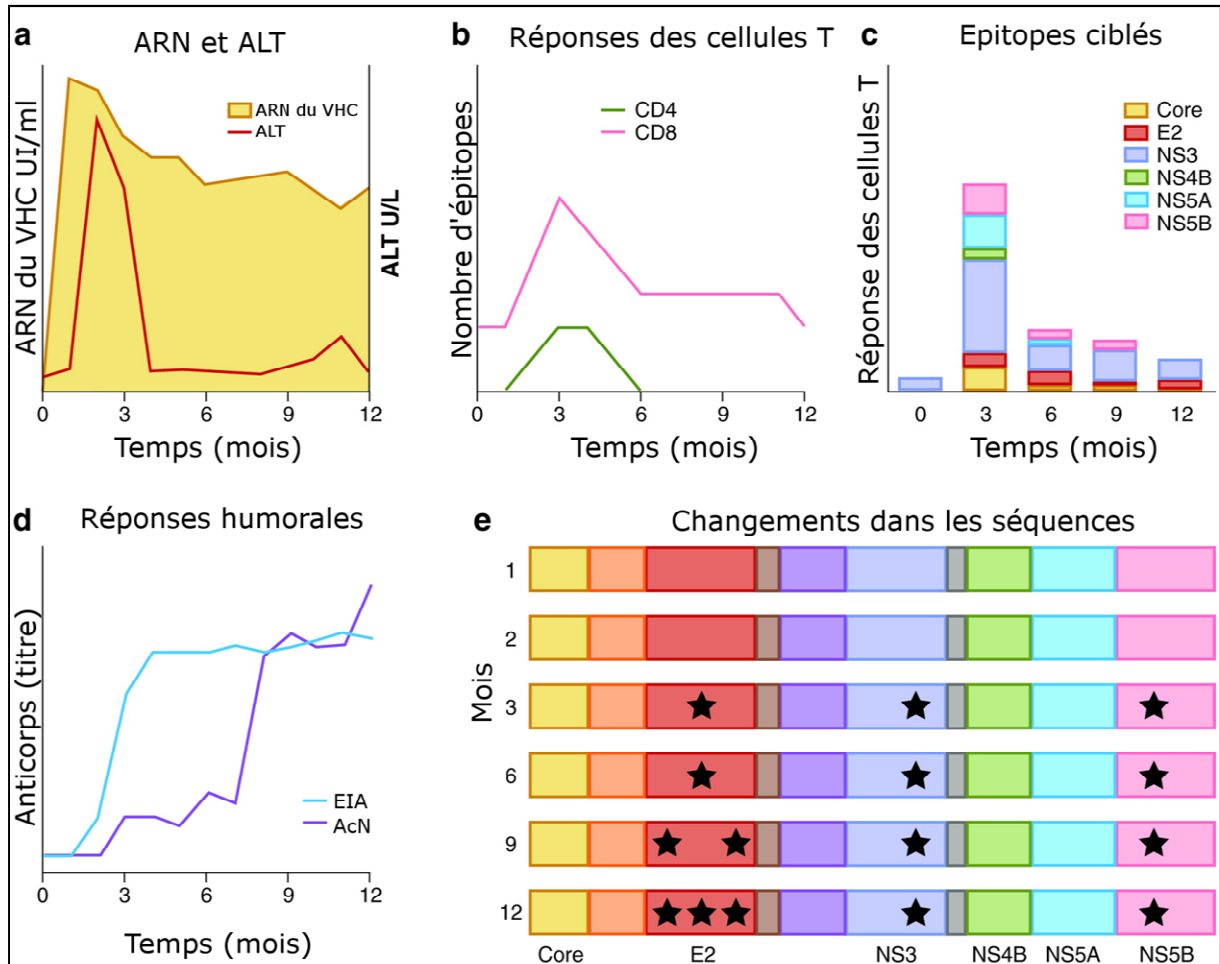 a
ARN et ALT
ARN du VHC UI/ml
ARN du VHC
ALT
ALT U/L
0 3 6 9 12
Temps (mois)
b
Réponses des cellules T
Nombre d'épitopes
CD4
CD8
0 3 6 9 12
Temps (mois)
c
Epitopes ciblés
Réponse des cellules T
Core
E2
NS3
NS4B
NS5A
NS5B
0 3 6 9 12
Temps (mois)
d
Réponses humorales
Anticorps (titre)
EIA
AcN
0 3 6 9 12
Temps (mois)
e
Changements dans les séquences
Mois
1
2
3
6
9
12
Core E2 NS3 NS4B NS5A NS5B